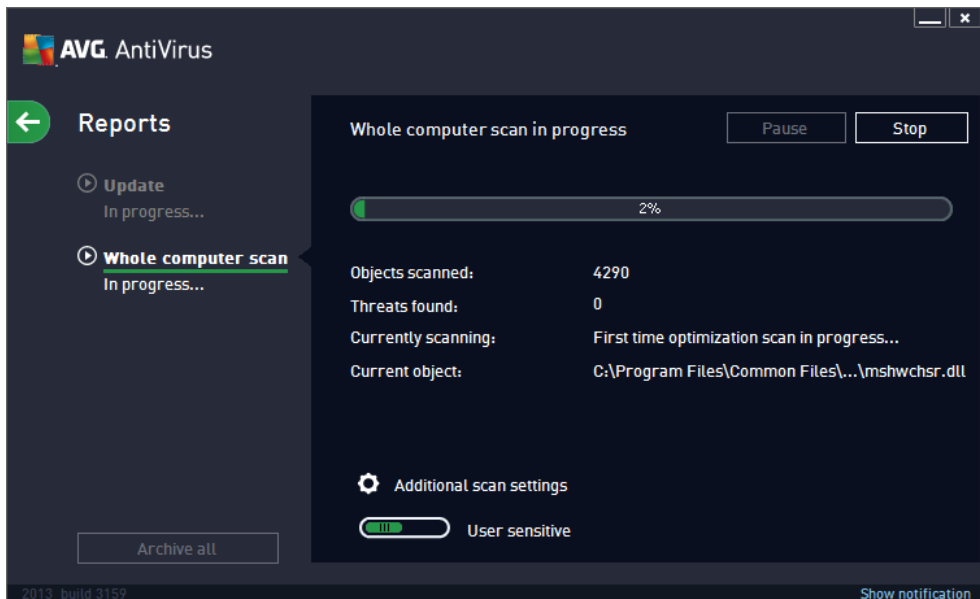 AVG. AntiVirus
Reports
Update
In progress...
Whole computer scan
In progress...
Archive all
Whole computer scan in progress
Pause
Stop
2%
Objects scanned: 4290
Threats found: 0
Currently scanning: First time optimization scan in progress...
Current object: C:\Program Files\Common Files\...\mshwchsr.dll
Additional scan settings
User sensitive
2013 build 3159
Show notification